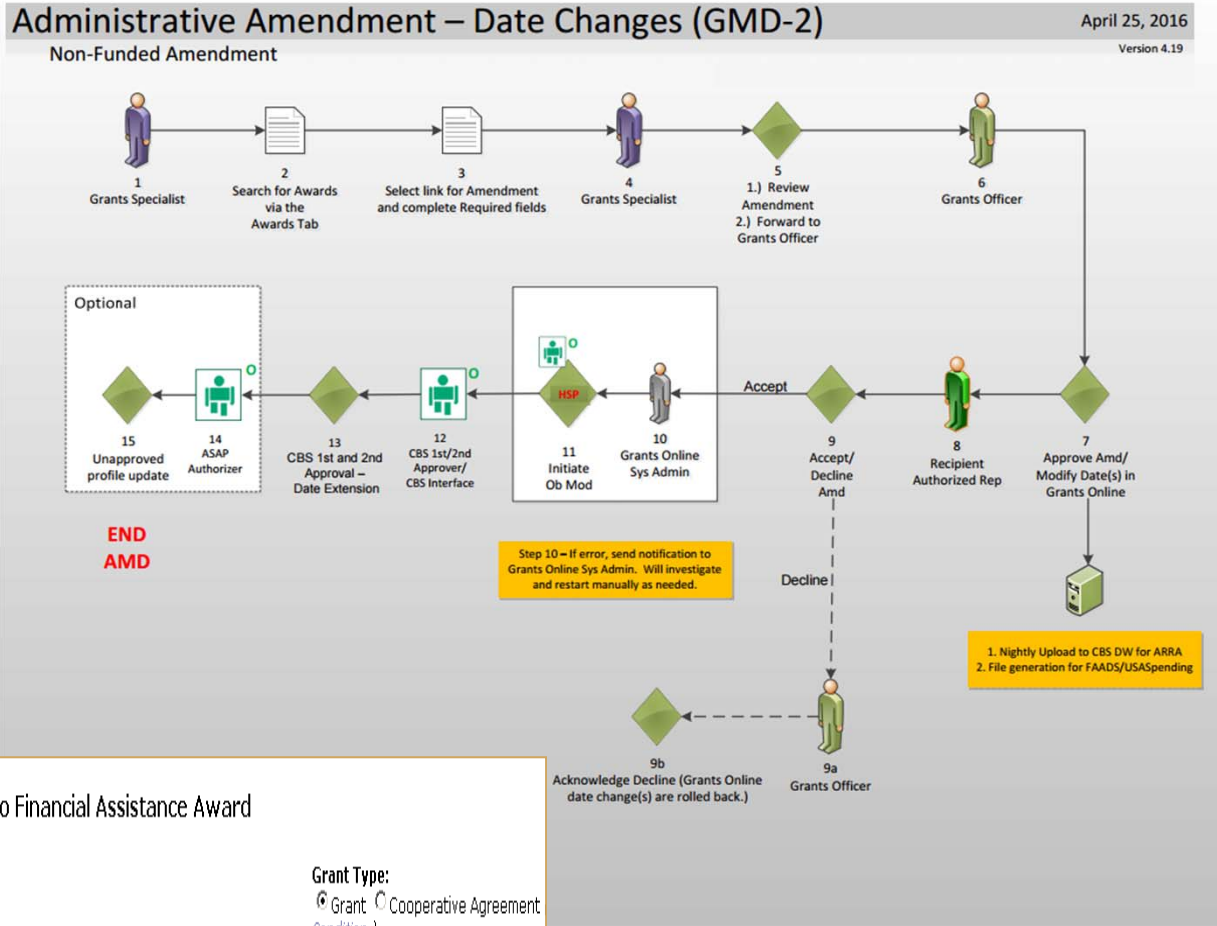 Administrative Amendment – Date Changes (GMD-2)
April 25, 2016
Version 4.19
Non-Funded Amendment
1
Grants Specialist
2
Search for Awards
via the
Awards Tab
3
Select link for Amendment
and complete Required fields
4
Grants Specialist
5
1.) Review
Amendment
2.) Forward to
Grants Officer
6
Grants Officer
Optional
15
Unapproved
profile update
O
14
ASAP
Authorizer
13
CBS 1st and 2nd
Approval –
Date Extension
O
12
CBS 1st/2nd
Approver/
CBS Interface
O
HSP
11
Initiate
Ob Mod
10
Grants Online
Sys Admin
Accept
9
Accept/
Decline
Amd
8
Recipient
Authorized Rep
7
Approve Amd/
Modify Date(s) in
Grants Online
END
AMD
Step 10 – If error, send notification to
Grants Online Sys Admin. Will investigate
and restart manually as needed.
Decline
1. Nightly Upload to CBS DW for ARRA
2. File generation for FAADS/USASpending
9b
Acknowledge Decline (Grants Online
date change(s) are rolled back.)
9a
Grants Officer
o Financial Assistance Award
Grant Type:
Grant Cooperative Agreement